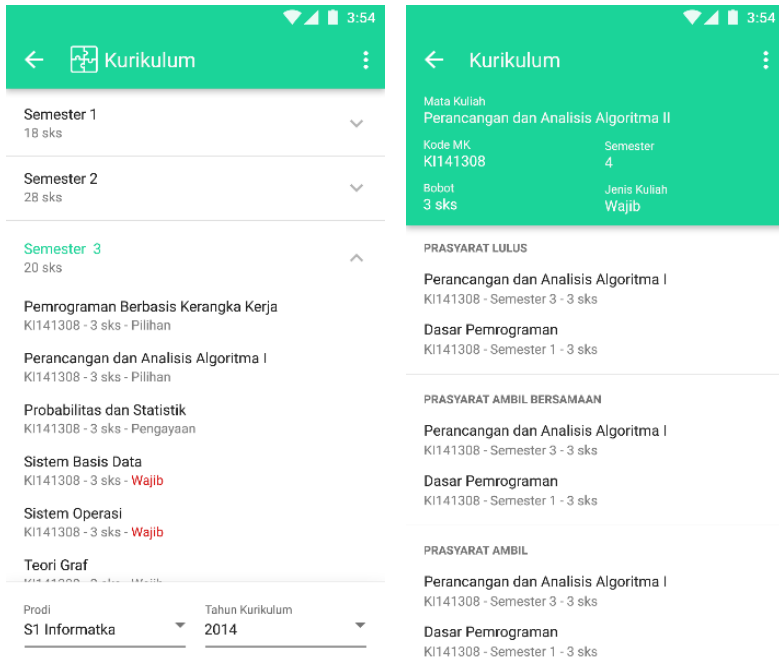 3:54
Kurikulum
Semester 1
18 sks
Semester 2
28 sks
Semester 3
20 sks
Pemrograman Berbasis Kerangka Kerja
KI141308 - 3 sks - Pilihan
Perancangan dan Analisis Algoritma I
KI141308 - 3 sks - Pilihan
Probabilitas dan Statistik
KI141308 - 3 sks - Pengayaan
Sistem Basis Data
KI141308 - 3 sks - Wajib
Sistem Operasi
KI141308 - 3 sks - Wajib
Teori Graf
Prodi
S1 Informatka
Tahun Kurikulum
2014
3:54
Kurikulum
Mata Kuliah
Perancangan dan Analisis Algoritma II
Kode MK
KI141308
Semester
4
Bobot
3 sks
Jenis Kuliah
Wajib
PRASYARAT LULUS
Perancangan dan Analisis Algoritma I
KI141308 - Semester 3 - 3 sks
Dasar Pemrograman
KI141308 - Semester 1 - 3 sks
PRASYARAT AMBIL BERSAMAAN
Perancangan dan Analisis Algoritma I
KI141308 - Semester 3 - 3 sks
Dasar Pemrograman
KI141308 - Semester 1 - 3 sks
PRASYARAT AMBIL
Perancangan dan Analisis Algoritma I
KI141308 - Semester 3 - 3 sks
Dasar Pemrograman
KI141308 - Semester 1 - 3 sks